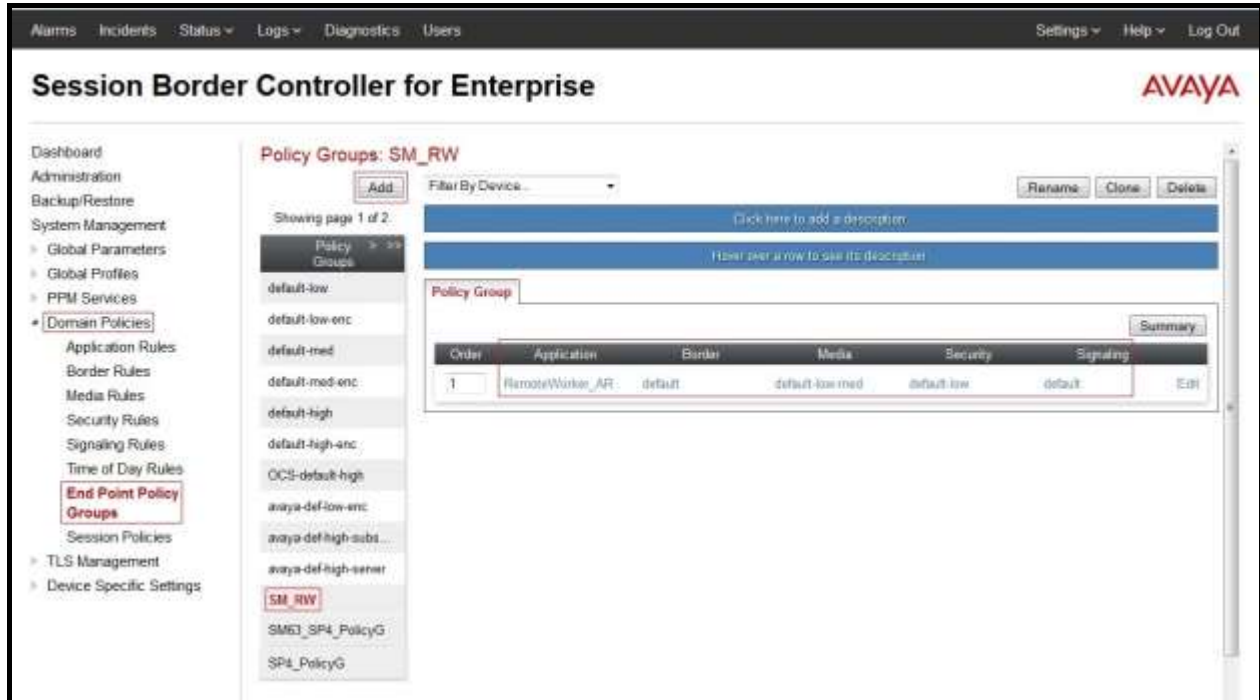 Alarms Incidents Status Logs Diagnostics Users Settings Help Log Out
Session Border Controller for Enterprise
AVAYA
Dashboard
Administration
Backup/Restore
System Management
Global Parameters
Global Profiles
PPM Services
Domain Policies
Application Rules
Border Rules
Media Rules
Security Rules
Signaling Rules
Time of Day Rules
End Point Policy
Groups
Session Policies
TLS Management
Device Specific Settings
Policy Groups: SM_RW
Add
Showing page 1 of 2
Policy > >>
Groups
default-low
default-low-enc
default-med
default-med-enc
default-high
default-high-enc
OCS-default-high
avaya-def-low-enc
avaya-def-high-subs...
avaya-def-high-server
SM_RW
SM63_SP4_PolicyG
SP4_PolicyG
Filter By Device...
Rename Clone Delete
Click here to add a description.
Hover over a row to see its description.
Policy Group
Summary
Order Application Border Media Security Signaling
1 RemoteWorker_AR default default-low-med default-low default Edit